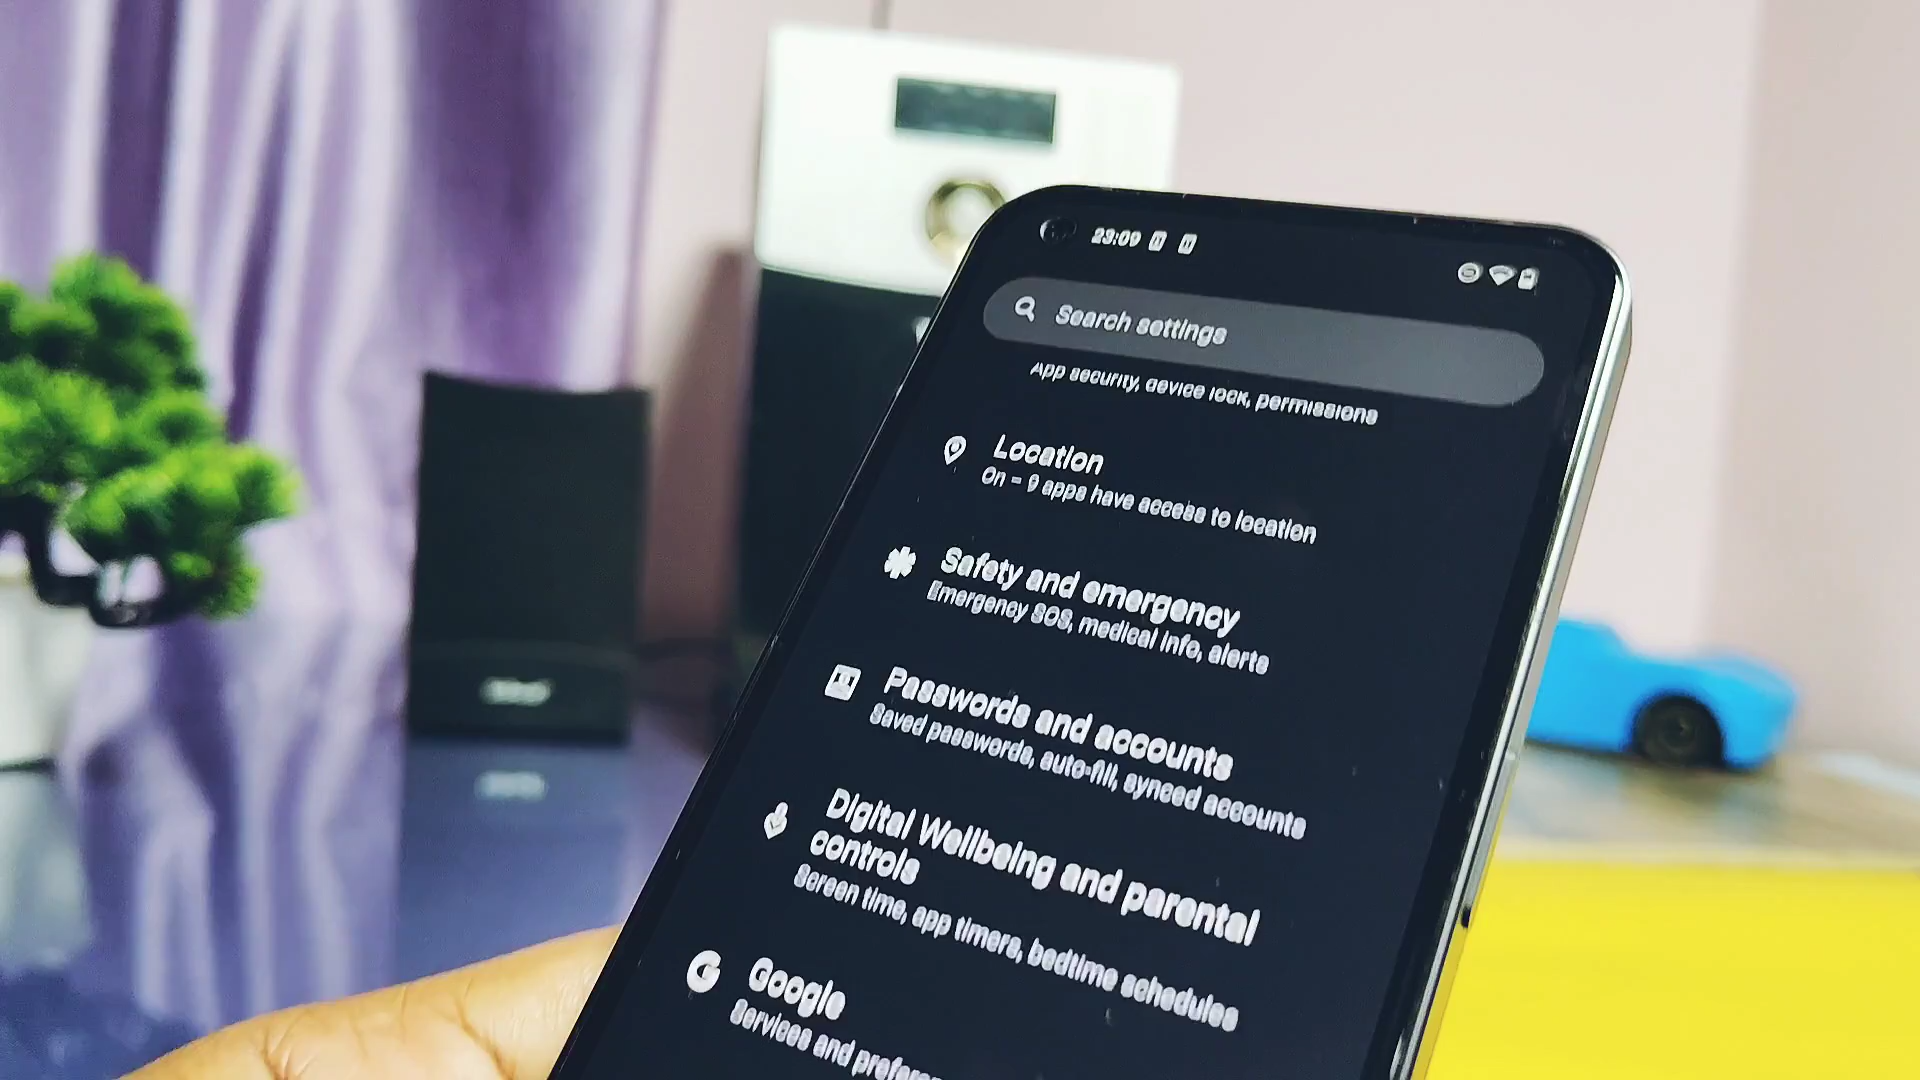 23:09
Search settings
App security, device lock, permissions
Location
On = 9 apps have access to location
Safety and emergency
Emergency SOS, medical info, alerts
Passwords and accounts
Saved passwords, auto-fill, synced accounts
Digital Wellbeing and parental
controls
Screen time, app timers, bedtime schedules
Google
Services and prefere